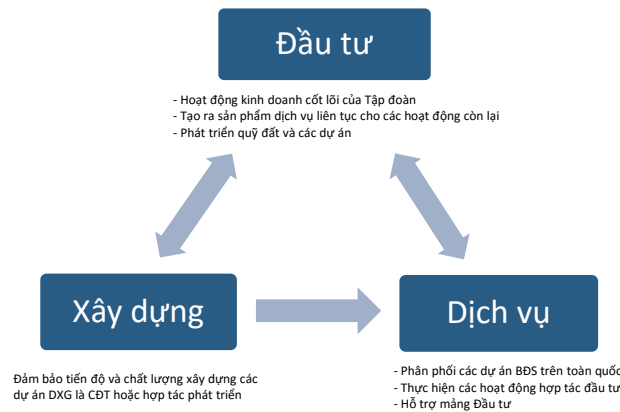 Đầu tư
- Hoạt động kinh doanh cốt lõi của Tập đoàn
- Tạo ra sản phẩm dịch vụ liên tục cho các hoạt động còn lại
- Phát triển quỹ đất và các dự án
Xây dựng
Dịch vụ
Đảm bảo tiến độ và chất lượng xây dựng các
dự án DXG là CĐT hoặc hợp tác phát triển
- Phân phối các dự án BĐS trên toàn quốc
- Thực hiện các hoạt động hợp tác đầu tư
- Hỗ trợ mảng Đầu tư